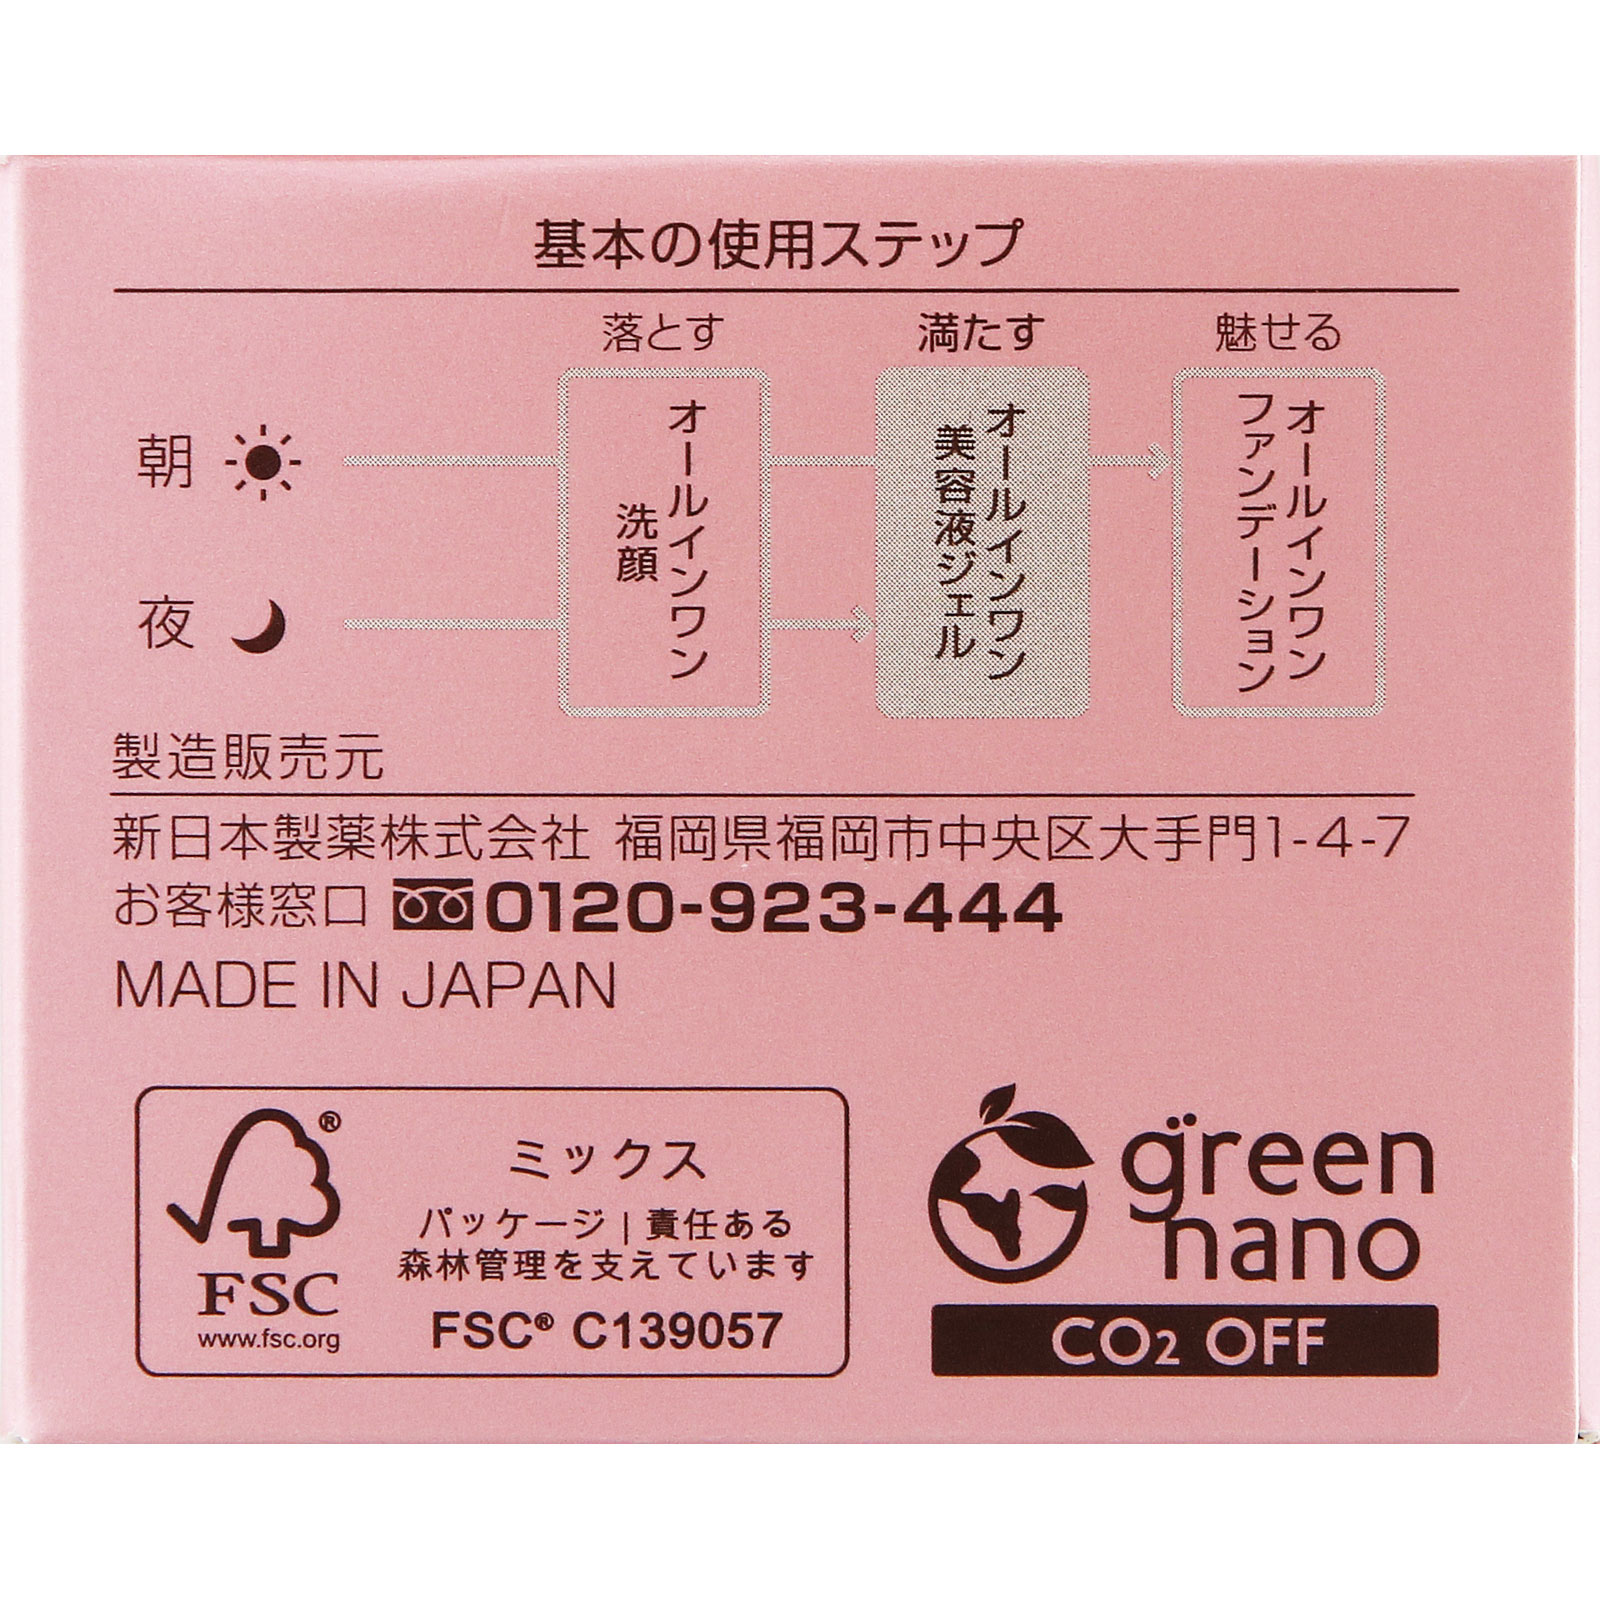 基本の使用ステップ
落とす
満たす
魅せる
朝
夜
オールインワン
洗顔
オールインワン
美容液ジェル
オールインワン
ファンデーション
製造販売元
新日本製薬株式会社 福岡県福岡市中央区大手門1-4-7
お客様窓口 0120-923-444
MADE IN JAPAN
®
FSC
www.fsc.org
ミックス
パッケージ | 責任ある
森林管理を支えています
FSC® C139057
green
nano
CO2 OFF